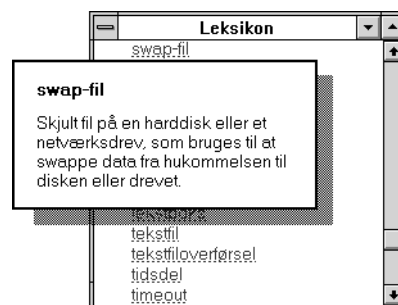 Leksikon
swap-fil
swap-fil
Skjult fil på en harddisk eller et
netværksdrev, som bruges til at
swappe data fra hukommelsen til
disken eller drevet.
tekstfil
tekstfiloverførsel
tidsdel
timeout